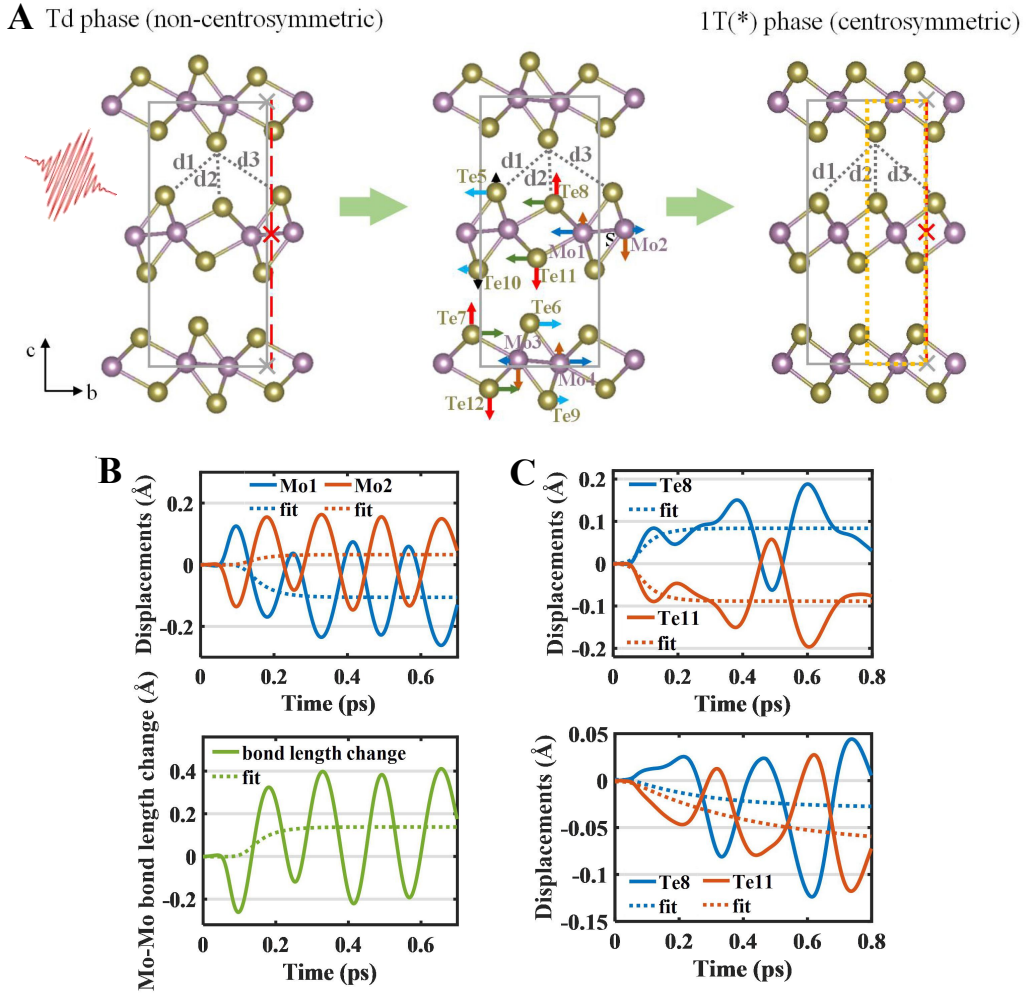 A Td phase (non-centrosymmetric)
1T(*) phase (centrosymmetric)
d1
d2
d3
c
b
d1
d2
d3
Te5
Te8
S
Mo1
Mo2
Te10
Te11
Te7
Te6
Mo3
Mo4
Te12
Te9
d1
d2
d3
B
Displacements (Å)
0.2
0
-0.2
Mo1
Mo2
fit
fit
0
0.2
0.4
0.6
Time (ps)
Mo-Mo bond length change (Å)
0.4
0.2
0
-0.2
bond length change
fit
0
0.2
0.4
0.6
Time (ps)
C
Displacements (Å)
0.2
0.1
0
-0.1
-0.2
Te8
fit
Te11
fit
0
0.2
0.4
0.6
0.8
Time (ps)
Displacements (Å)
0.05
0
-0.05
-0.1
-0.15
Te8
Te11
fit
fit
0
0.2
0.4
0.6
0.8
Time (ps)